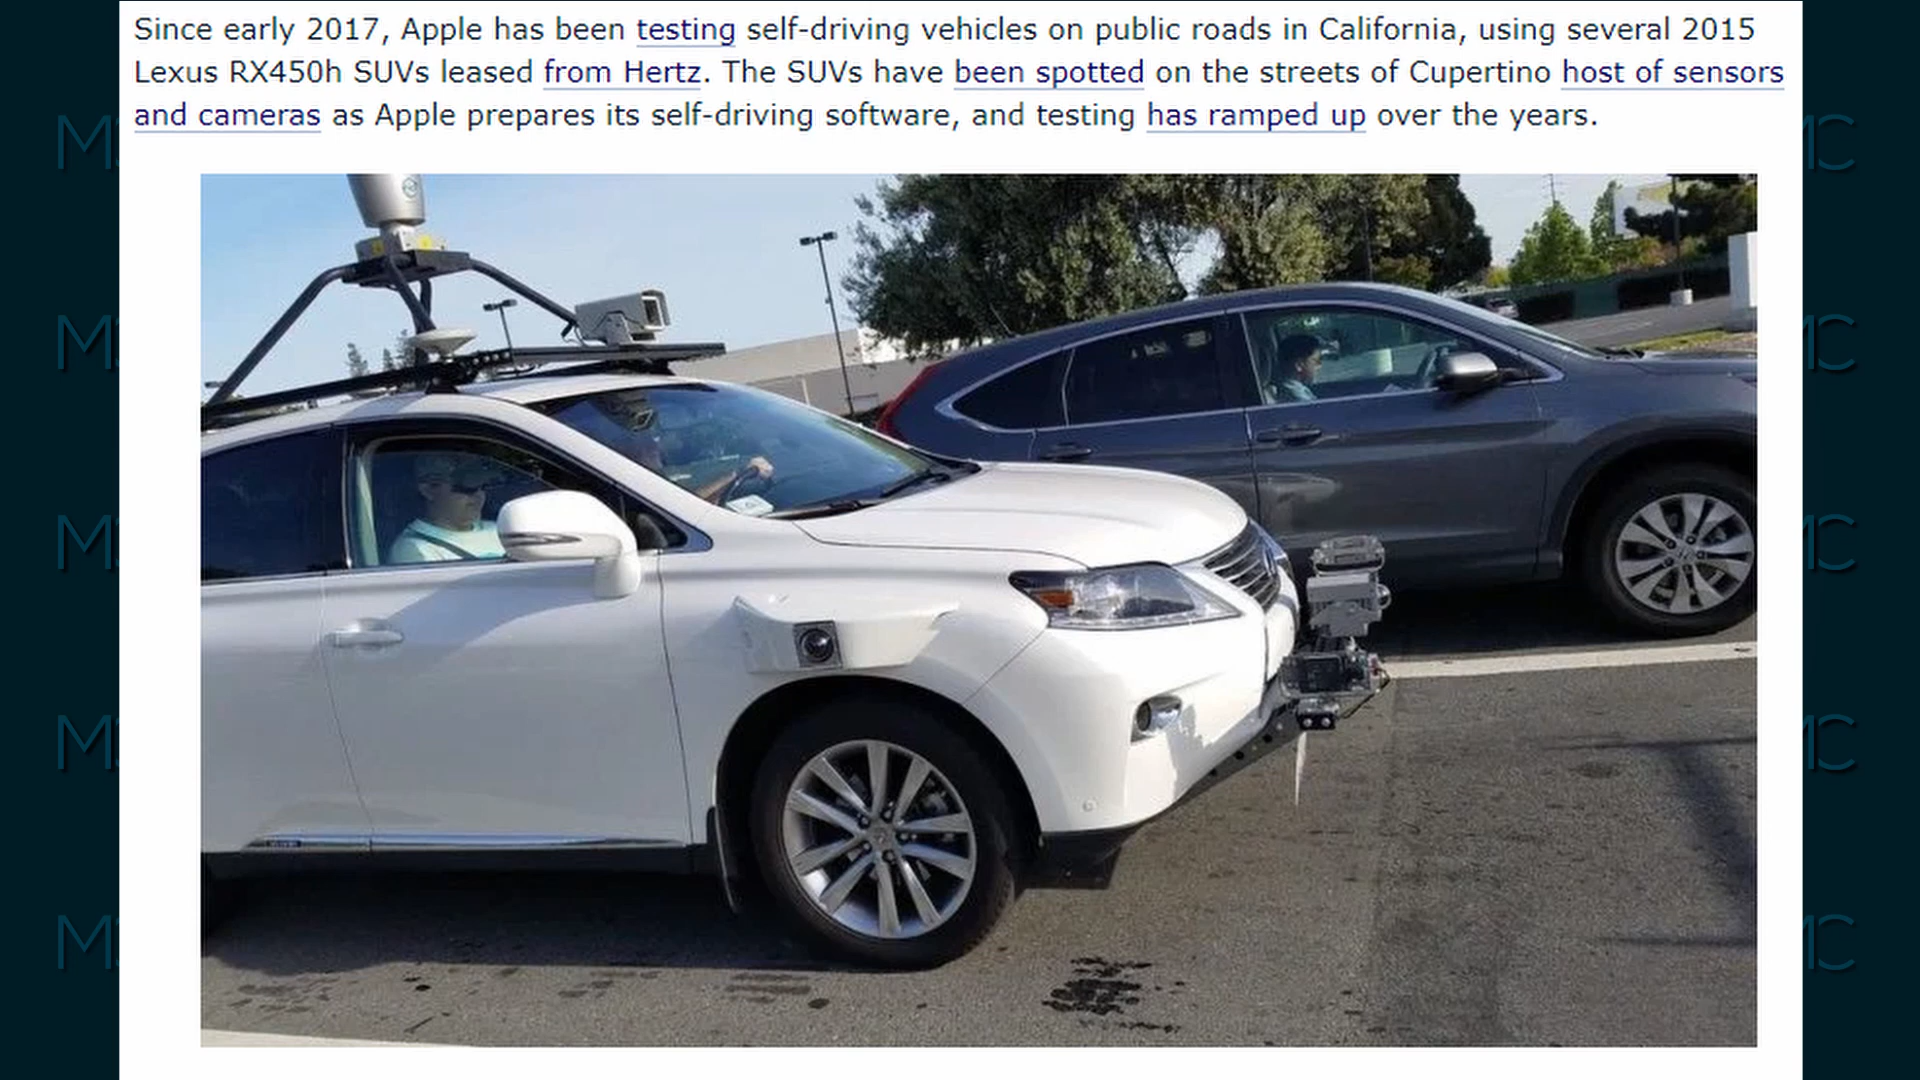 Since early 2017, Apple has been testing self-driving vehicles on public roads in California, using several 2015
Lexus RX450h SUVs leased from Hertz. The SUVs have been spotted on the streets of Cupertino host of sensors
and cameras as Apple prepares its self-driving software, and testing has ramped up over the years.